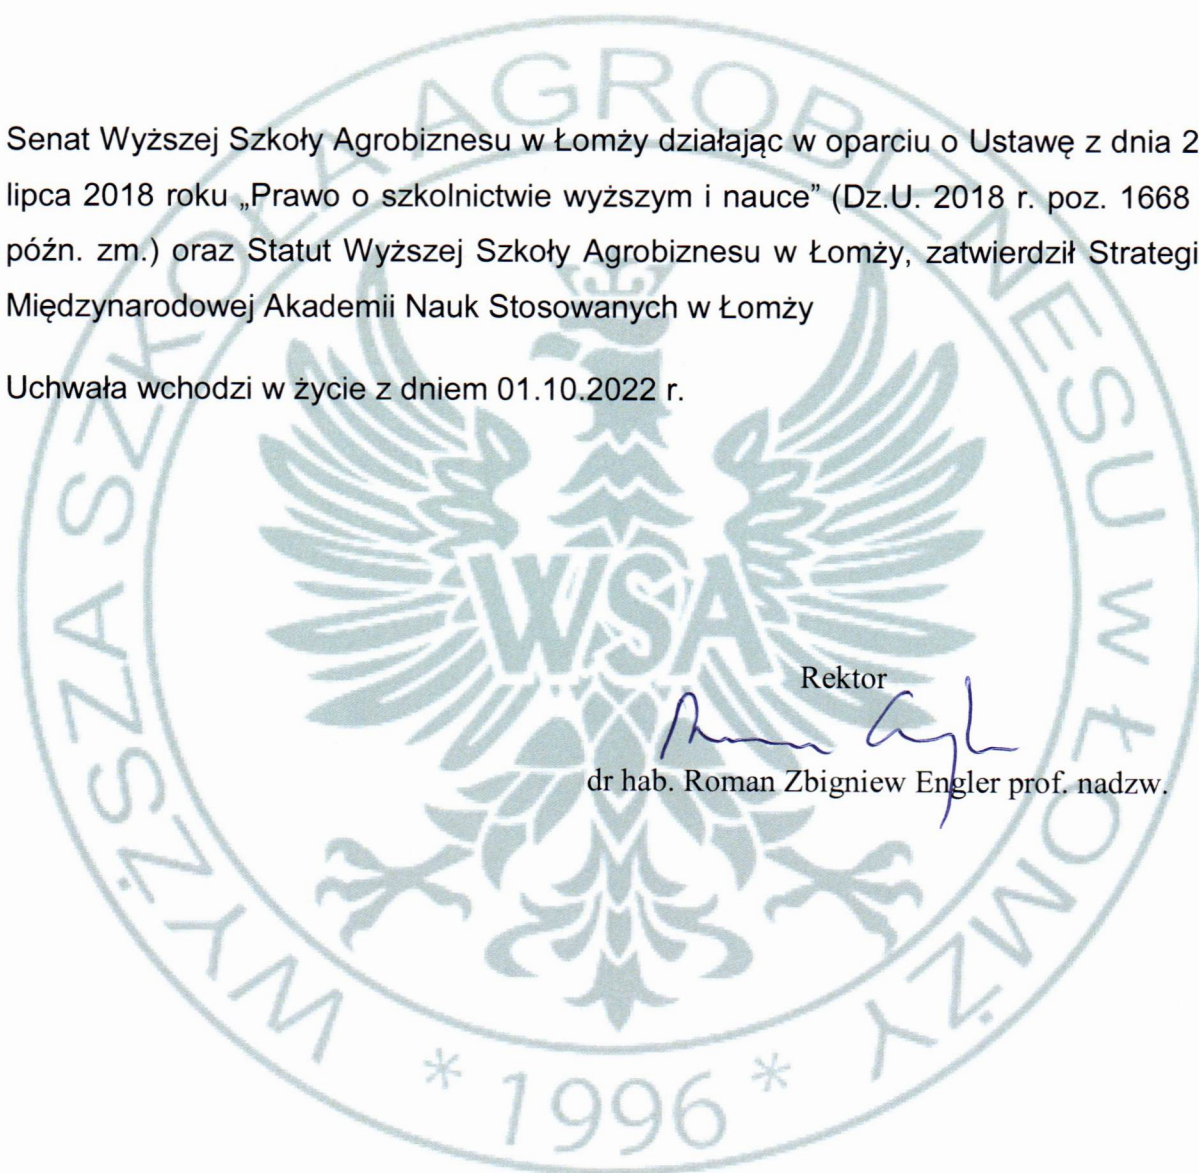 Senat Wyższej Szkoły Agrobiznesu w Łomży działając w oparciu o Ustawę z dnia 2
lipca 2018 roku „Prawo o szkolnictwie wyższym i nauce” (Dz.U. 2018 r. poz. 1668
późn. zm.) oraz Statut Wyższej Szkoły Agrobiznesu w Łomży, zatwierdził Strategi
Międzynarodowej Akademii Nauk Stosowanych w Łomży
Uchwała wchodzi w życie z dniem 01.10.2022 r.
WYŻSZA SZKOŁA AGROBIZNESU W ŁOMŻY
WSA
Rektor
dr hab. Roman Zbigniew Engler prof. nadzw.
* 1996 *